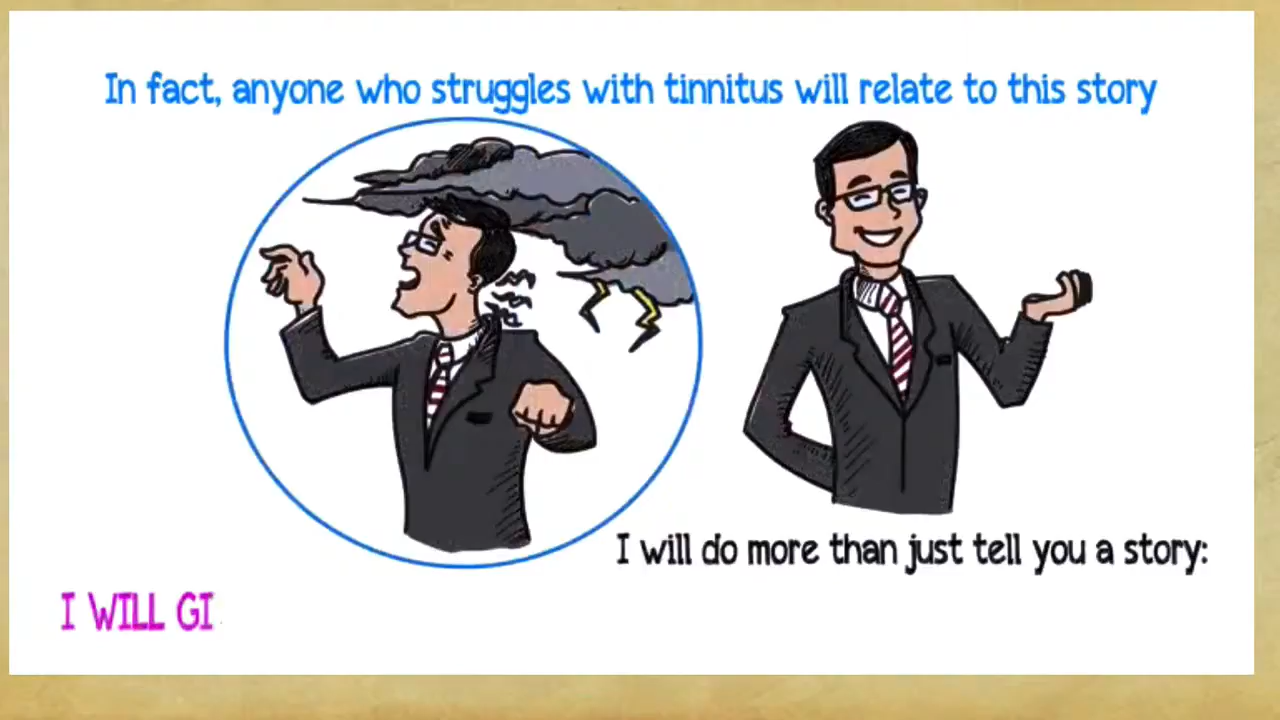 In fact, anyone who struggles with tinnitus will relate to this story
I will do more than just tell you a story:
I WILL GI